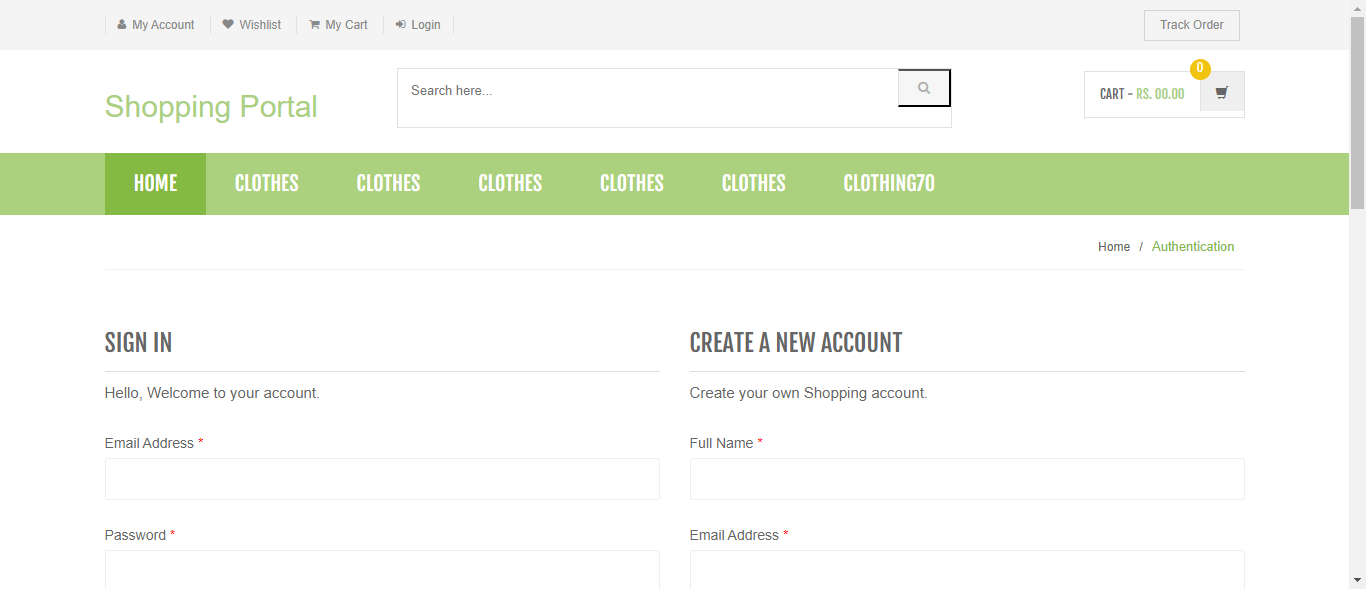 My Account Wishlist My Cart Login Track Order
Shopping Portal
Search here...
0
CART - RS. 00.00
HOME CLOTHES CLOTHES CLOTHES CLOTHES CLOTHES CLOTHING70
Home / Authentication
SIGN IN
Hello, Welcome to your account.
Email Address *
Password *
CREATE A NEW ACCOUNT
Create your own Shopping account.
Full Name *
Email Address *